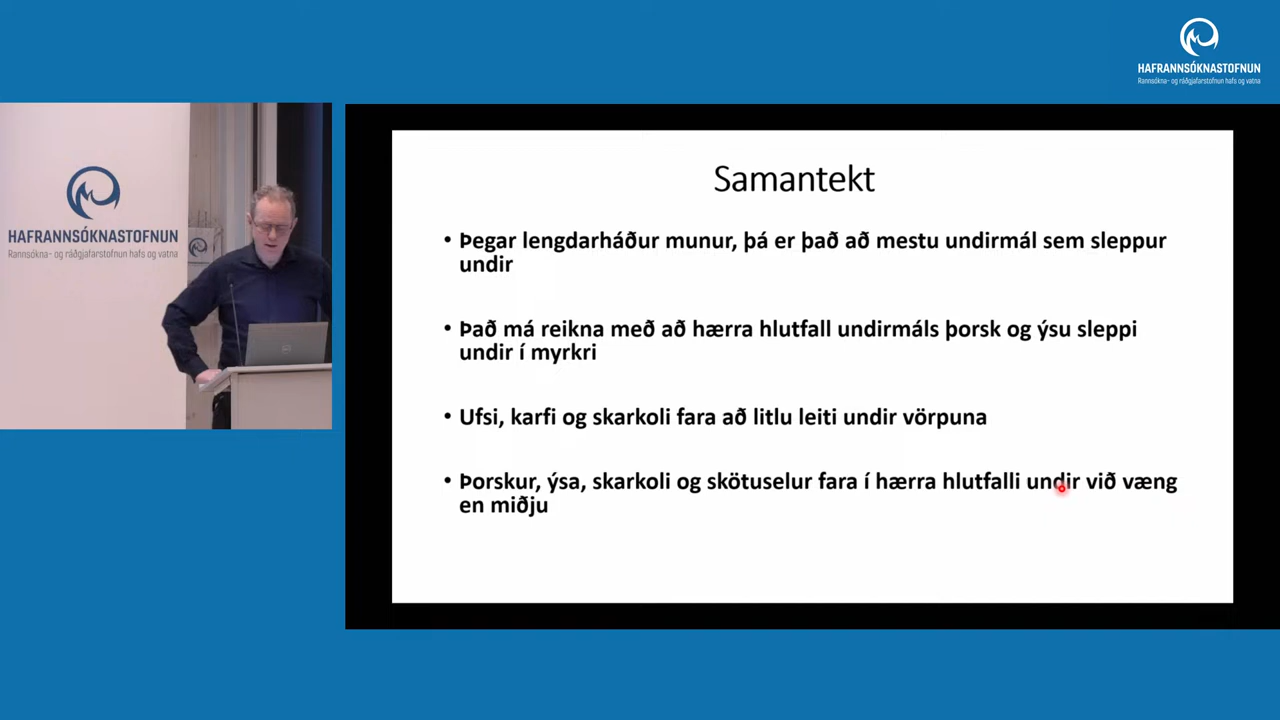 HAFRANNSÓKNASTOFNUN
Rannsókna- og ráðgjafarstofnun hafs og vatna
HAFRANNSÓKNASTOFNUN
Rannsókna- og ráðgjafarstofnun hafs og vatna
Samantekt
• Þegar lengdarháður munur, þá er það að mestu undirmál sem sleppur
undir
• Það má reikna með að hærra hlutfall undirmáls þorsk og ýsu sleppi
undir í myrkri
• Ufsi, karfi og skarkoli fara að litlu leiti undir vörpuna
• Þorskur, ýsa, skarkoli og skötuselur fara í hærra hlutfalli undir við væng
en miðju